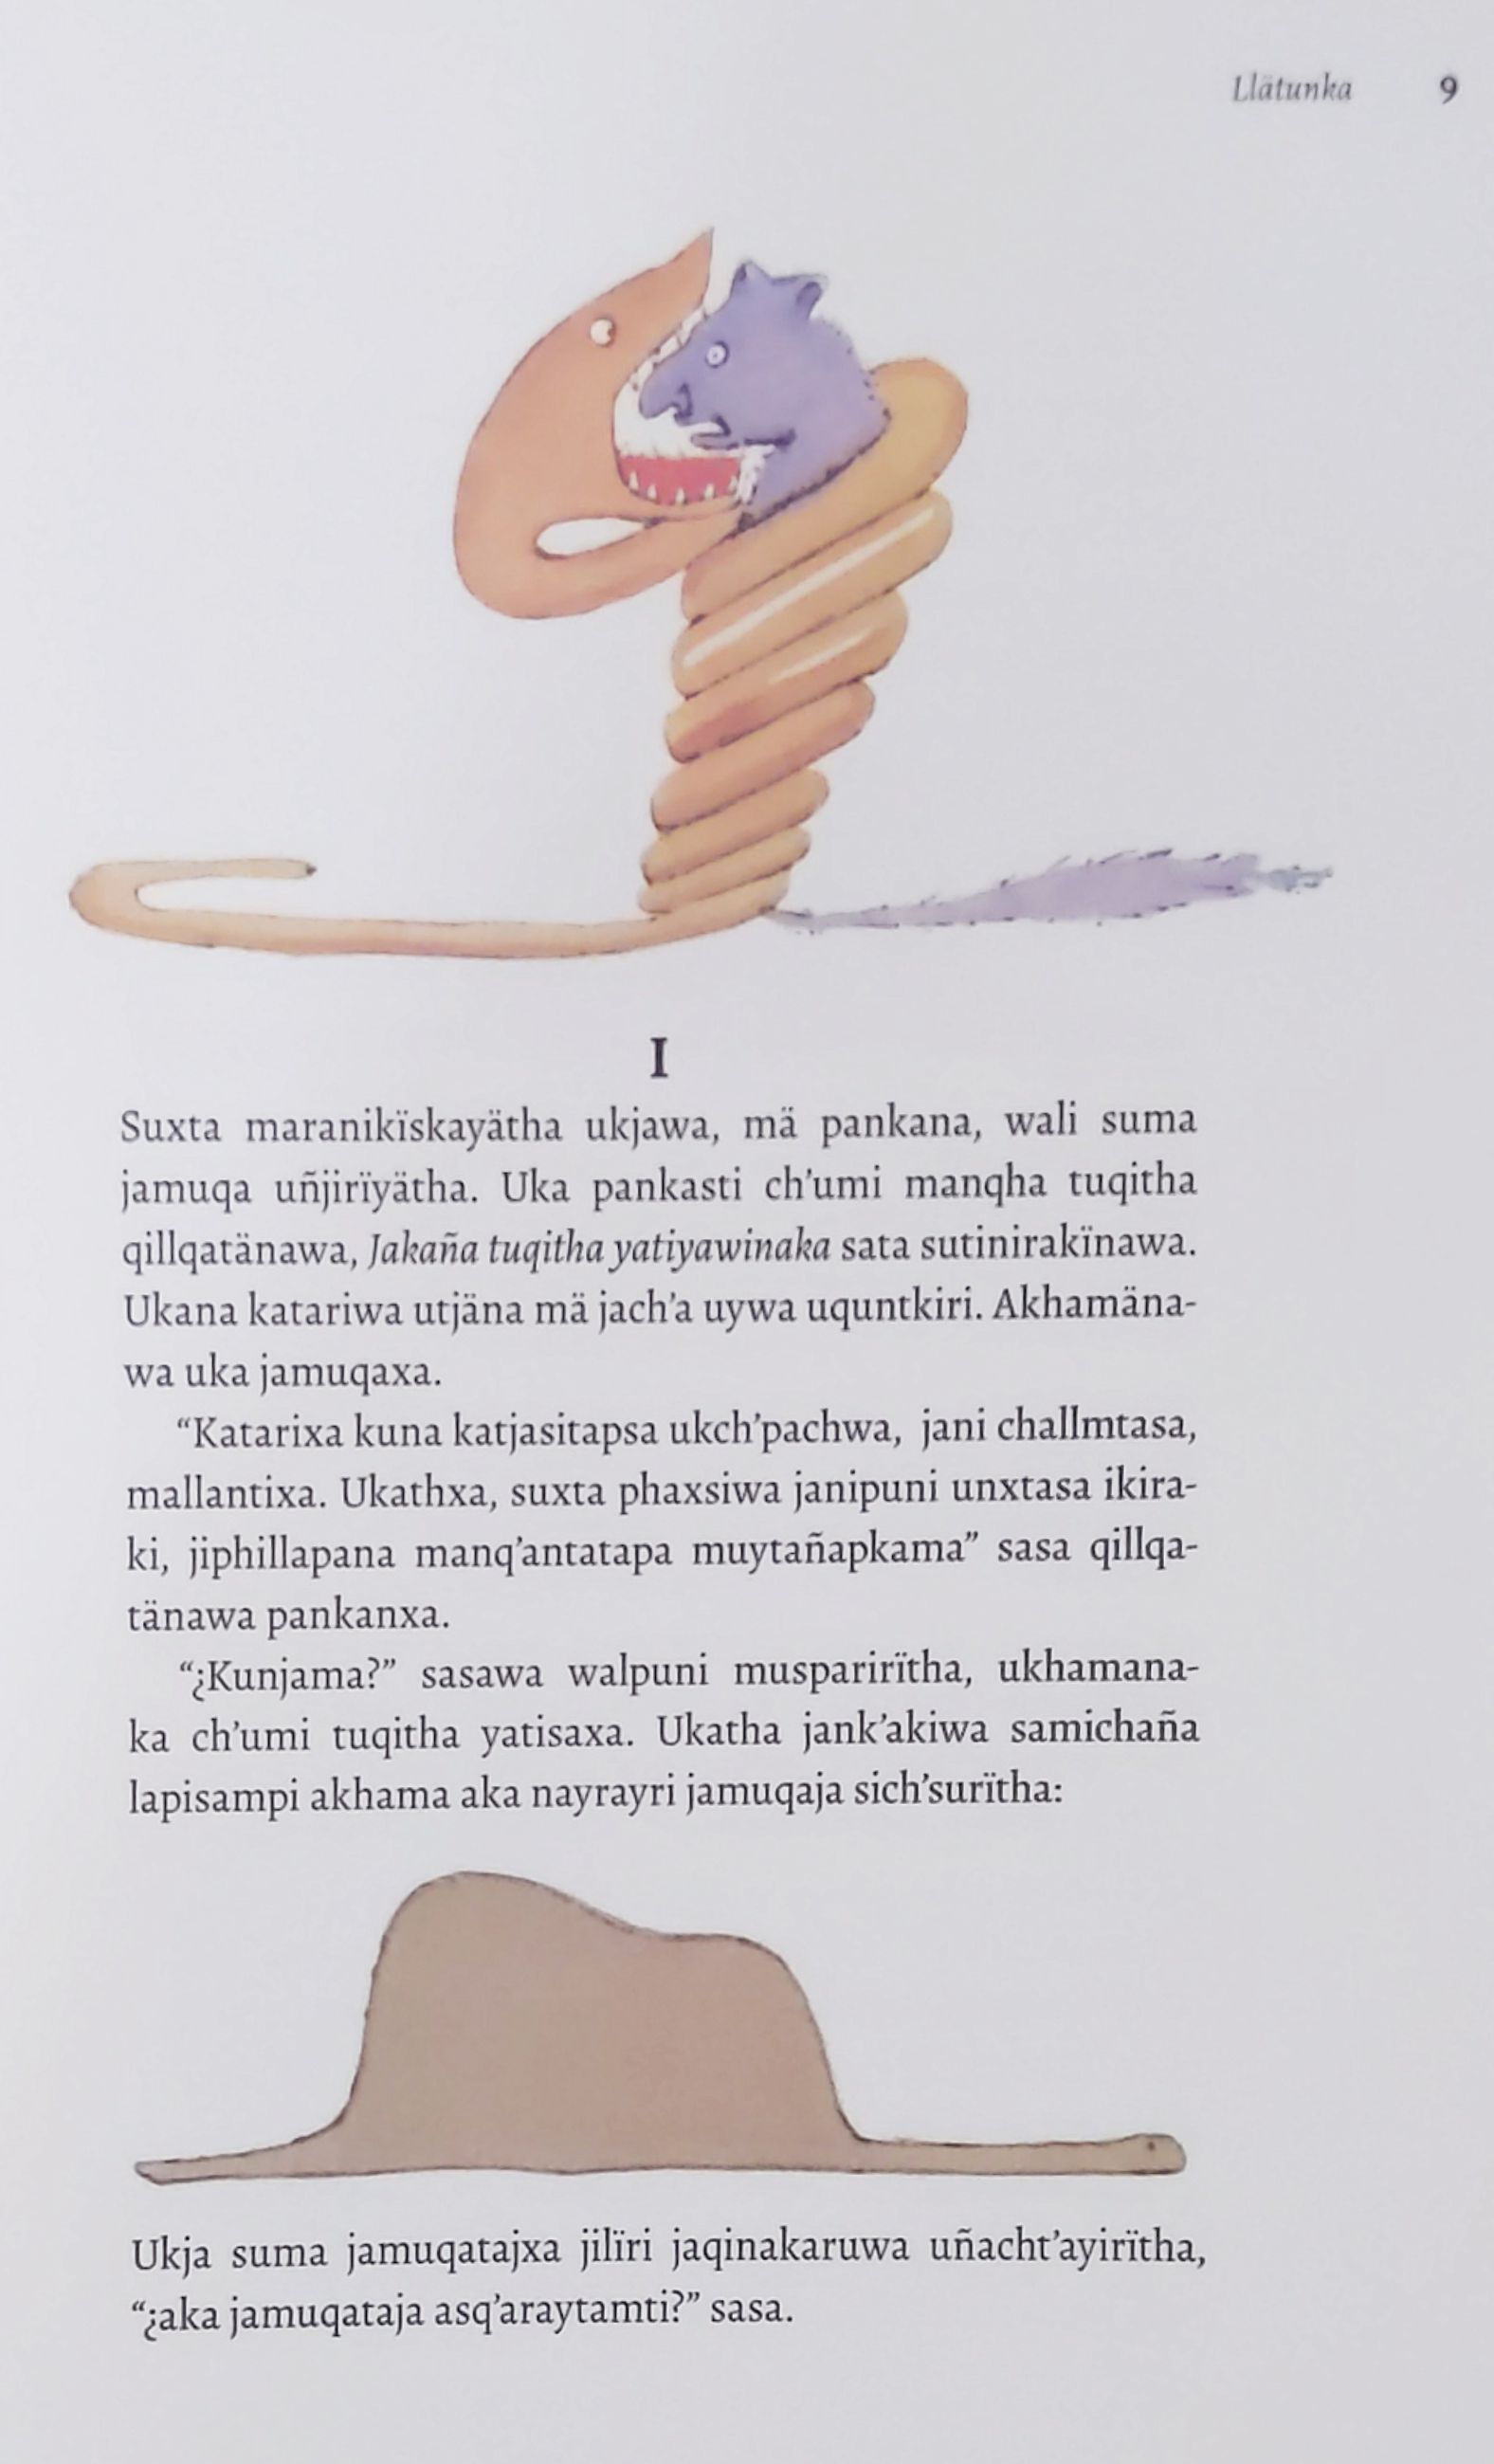 Llätunka 9
I
Suxta maranikïskayätha ukjawa, mä pankana, wali suma
jamuqa uñjirïyätha. Uka pankasti ch’umi manqha tuqitha
qillqatänawa, Jakaña tuqitha yatiyawinaka sata sutinirakïnawa.
Ukana katariwa utjäna mä jach’a uywa uquntkiri. Akhamäna-
wa uka jamuqaxa.
“Katarixa kuna katjasitapsa ukch’pachwa, jani challmtasa,
mallantixa. Ukathxa, suxta phaxsiwa janipuni unxtasa ikira-
ki, jiphillapana manq’antatapa muytañapkama” sasa qillqa-
tänawa pankanxa.
“¿Kunjama?” sasawa walpuni musparirïtha, ukhamana-
ka ch’umi tuqitha yatisaxa. Ukatha jank’akiwa samichaña
lapisampi akhama aka nayrayri jamuqaja sich’surïtha:
Ukja suma jamuqatajxa jilïri jaqinakaruwa uñacht’ayirïtha,
“¿aka jamuqataja asq’araytamti?” sasa.